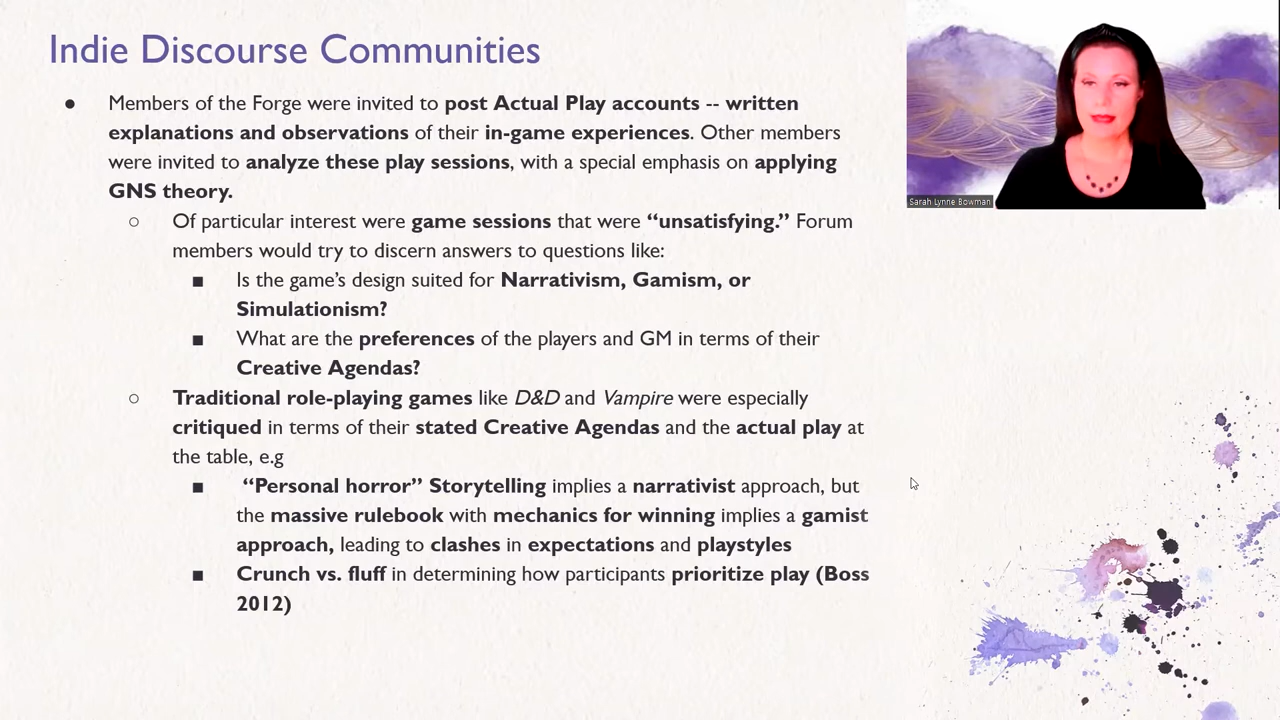 Indie Discourse Communities
● Members of the Forge were invited to post Actual Play accounts -- written
explanations and observations of their in-game experiences. Other members
were invited to analyze these play sessions, with a special emphasis on applying
GNS theory.
○ Of particular interest were game sessions that were “unsatisfying.” Forum
members would try to discern answers to questions like:
■ Is the game’s design suited for Narrativism, Gamism, or
Simulationism?
■ What are the preferences of the players and GM in terms of their
Creative Agendas?
○ Traditional role-playing games like D&D and Vampire were especially
critiqued in terms of their stated Creative Agendas and the actual play at
the table, e.g
■ “Personal horror” Storytelling implies a narrativist approach, but
the massive rulebook with mechanics for winning implies a gamist
approach, leading to clashes in expectations and playstyles
■ Crunch vs. fluff in determining how participants prioritize play (Boss
2012)
Sarah Lynne Bowman